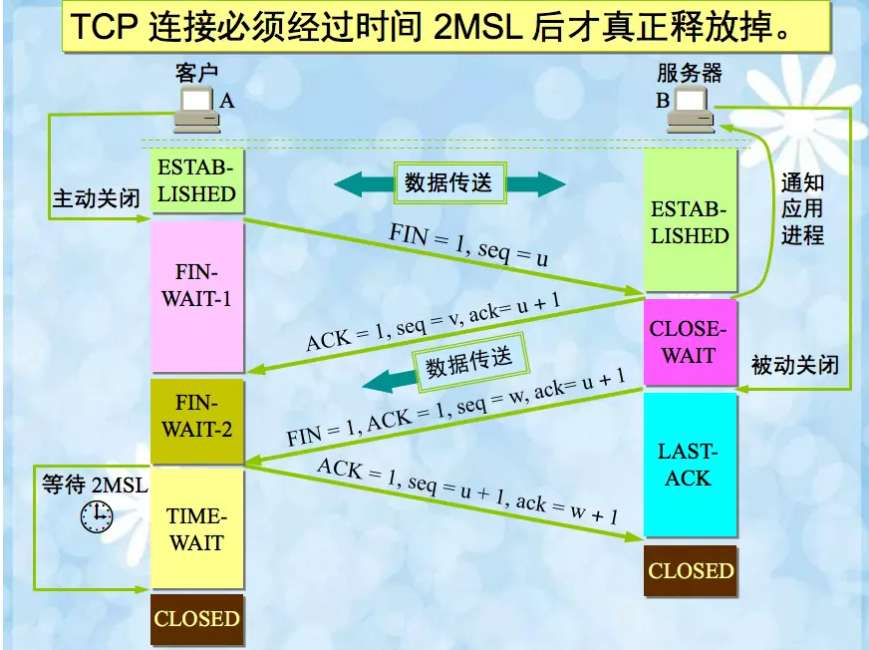 TCP 连接必须经过时间 2MSL 后才真正释放掉。
客户
A
服务器
B
ESTAB-
LISHED
数据传送
主动关闭
ESTAB-
LISHED
通知
应用
进程
FIN = 1, seq = u
FIN-
WAIT-1
ACK = 1, seq = v, ack= u + 1
CLOSE-
WAIT
数据传送
被动关闭
FIN-
WAIT-2
FIN = 1, ACK = 1, seq = w, ack= u + 1
LAST-
ACK
ACK = 1, seq = u + 1, ack = w + 1
等待 2MSL
TIME-
WAIT
CLOSED
CLOSED